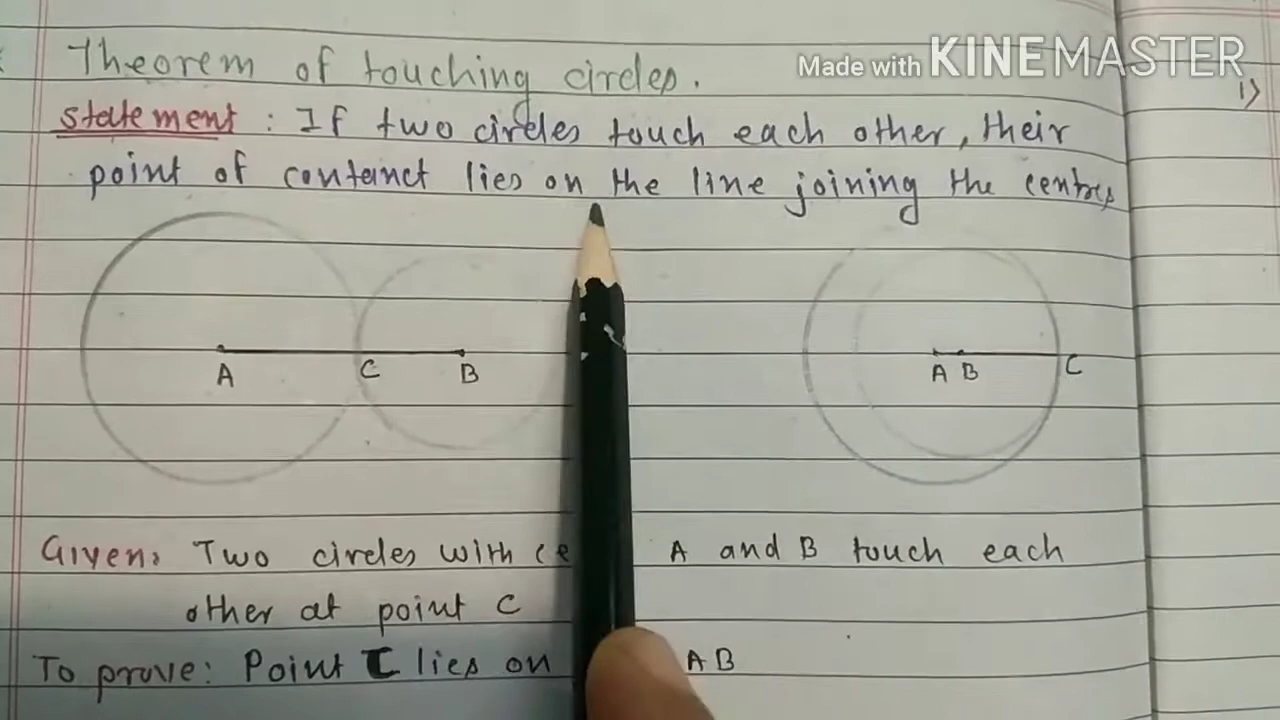 Theorem of touching circles.
Made with KINEMASTER
1)
statement : If two circles touch each other, their
point of containct lies on the line joining the centres
A C B
A B C
Given: Two circles with ce A and B touch each
other at point C
To prove: Point C lies on AB